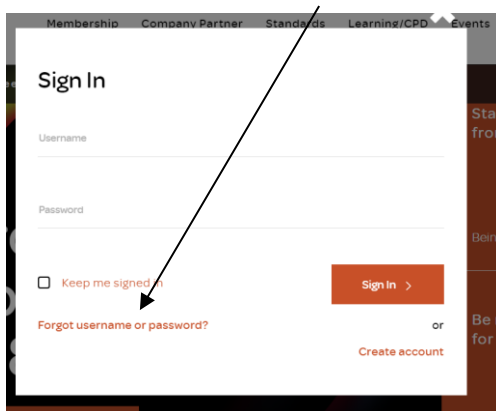 Membership Company Partner Standards Learning/CPD Events
Sign In
Username
Password
Keep me signed in
Sign In >
Forgot username or password?
or
Create account